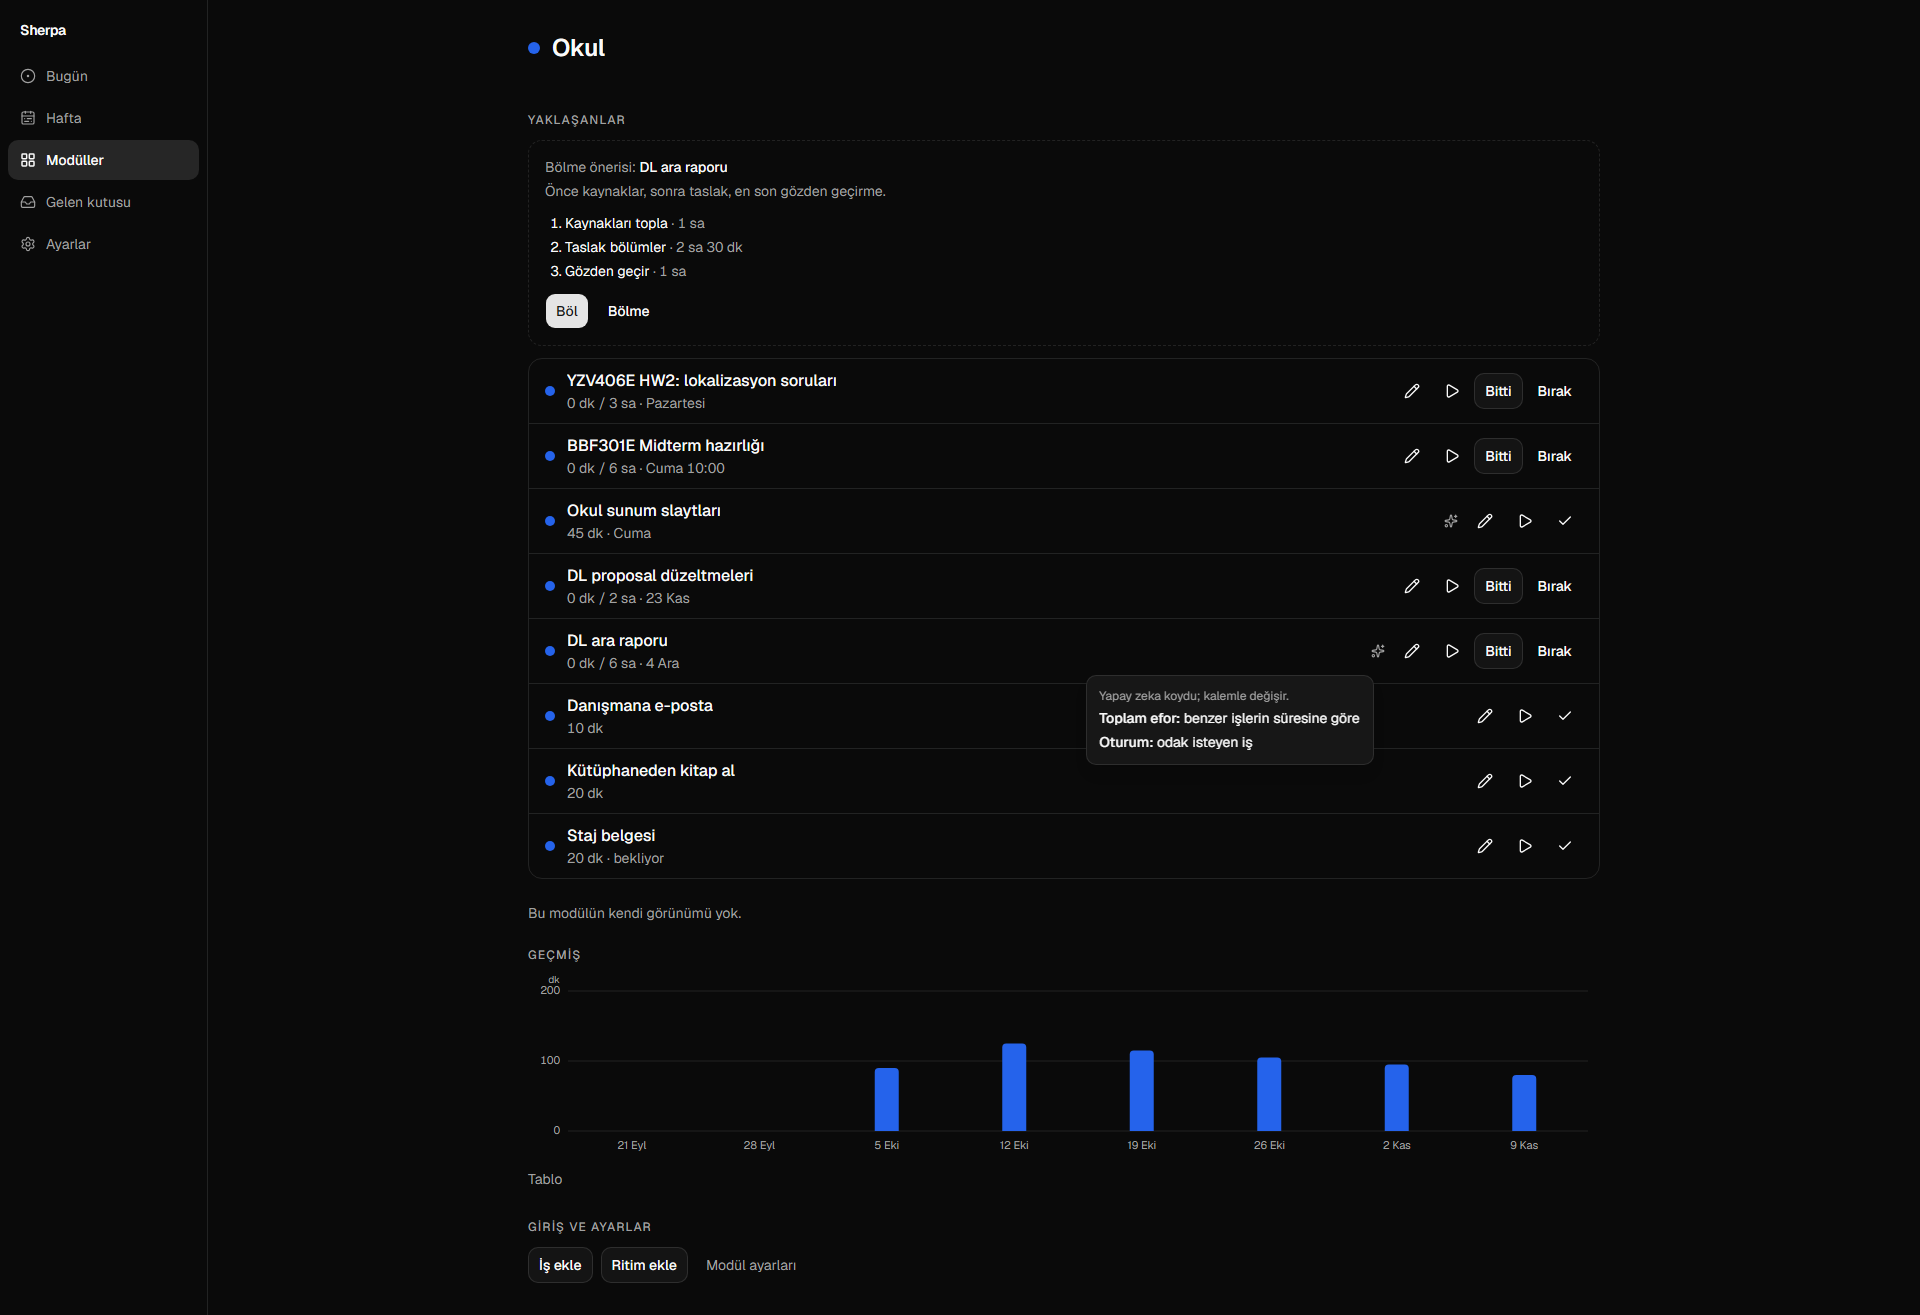 Sherpa
Bugün
Hafta
Modüller
Gelen kutusu
Ayarlar
Okul
YAKLAŞANLAR
Bölme önerisi: DL ara raporu
Önce kaynaklar, sonra taslak, en son gözden geçirme.
1. Kaynakları topla · 1 sa
2. Taslak bölümler · 2 sa 30 dk
3. Gözden geçir · 1 sa
Böl Bölme
YZV406E HW2: lokalizasyon soruları
0 dk / 3 sa · Pazartesi
Bitti Bırak
BBF301E Midterm hazırlığı
0 dk / 6 sa · Cuma 10:00
Bitti Bırak
Okul sunum slaytları
45 dk · Cuma
DL proposal düzeltmeleri
0 dk / 2 sa · 23 Kas
Bitti Bırak
DL ara raporu
0 dk / 6 sa · 4 Ara
Bitti Bırak
Yapay zeka koydu; kalemle değişir.
Toplam efor: benzer işlerin süresine göre
Oturum: odak isteyen iş
Danışmana e-posta
10 dk
Kütüphaneden kitap al
20 dk
Staj belgesi
20 dk · bekliyor
Bu modülün kendi görünümü yok.
GEÇMİŞ
dk
200
100
0
21 Eyl 28 Eyl 5 Eki 12 Eki 19 Eki 26 Eki 2 Kas 9 Kas
Tablo
GİRİŞ VE AYARLAR
İş ekle Ritim ekle Modül ayarları